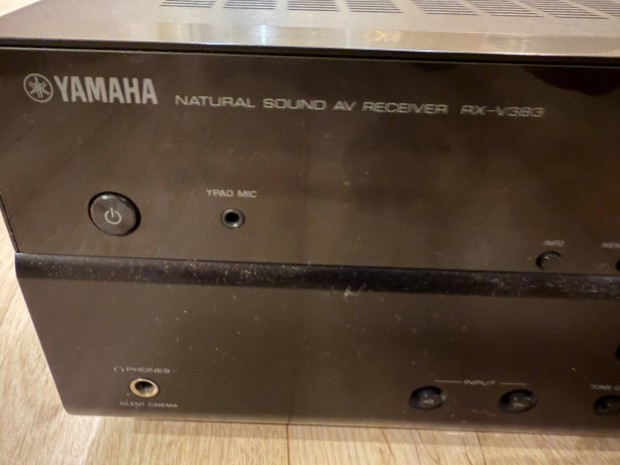 YAMAHA NATURAL SOUND AV RECEIVER RX-V383
YPAO MIC
INFO
PHONES
INPUT
SILENT CINEMA